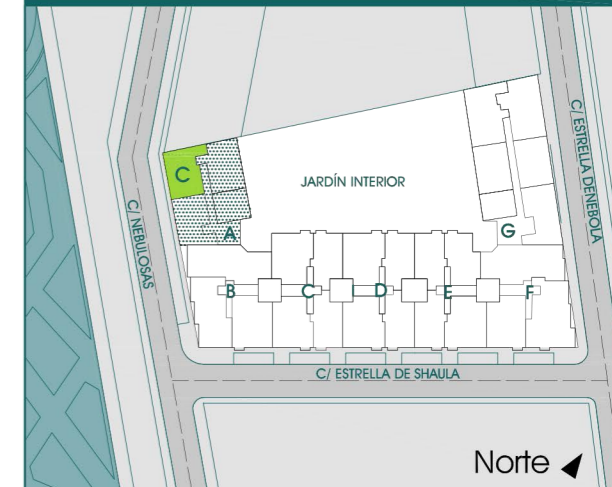 C
JARDÍN INTERIOR
C/ ESTRELLA DENEBOLA
C/ NEBULOSAS
A
G
B
C
D
E
F
C/ ESTRELLA DE SHAULA
Norte